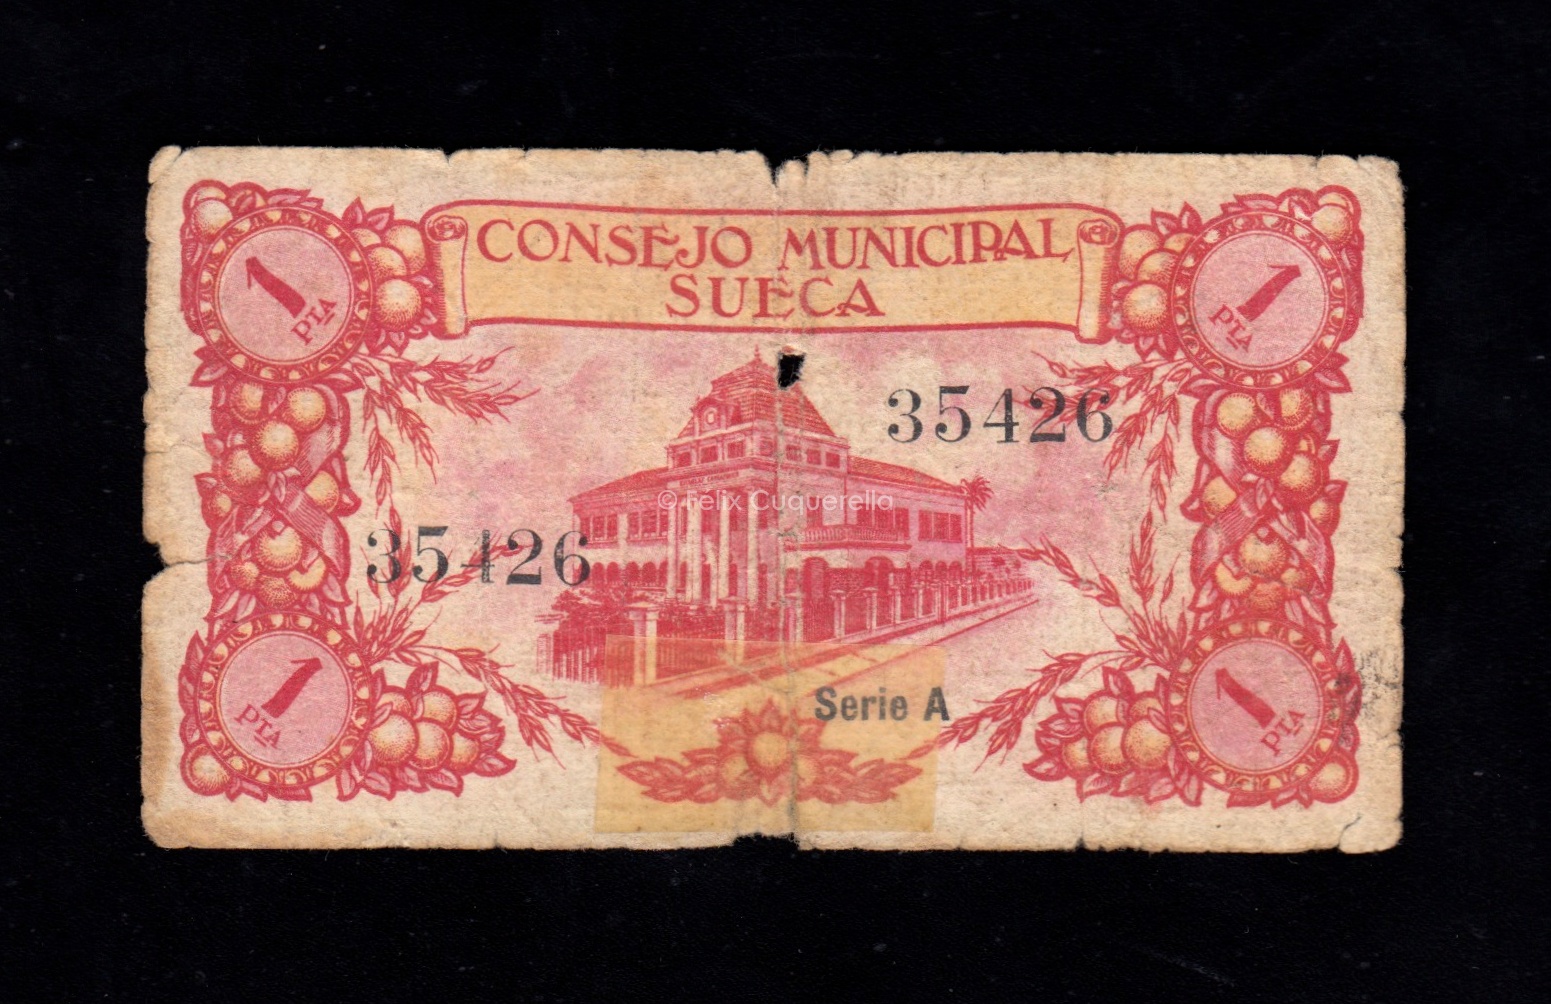 CONSEJO MUNICIPAL
SUECA
1
PTA
1
PTA
35426
© Felix Cuquerella
35426
1
PTA
Serie A
1
PTA